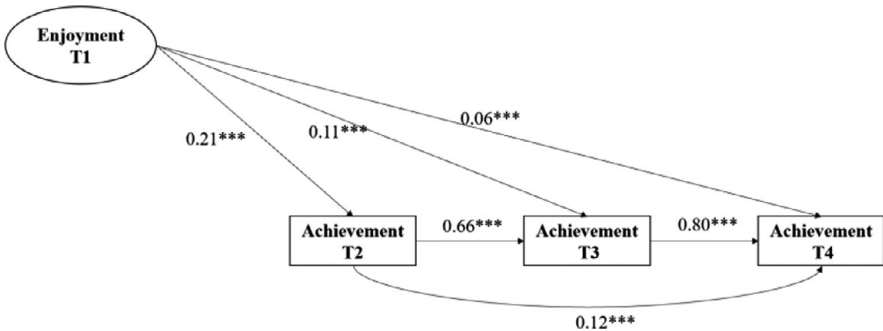 Enjoyment
T1
0.06***
0.11***
0.21***
Achievement
T2
0.66***
Achievement
T3
0.80***
Achievement
T4
0.12***